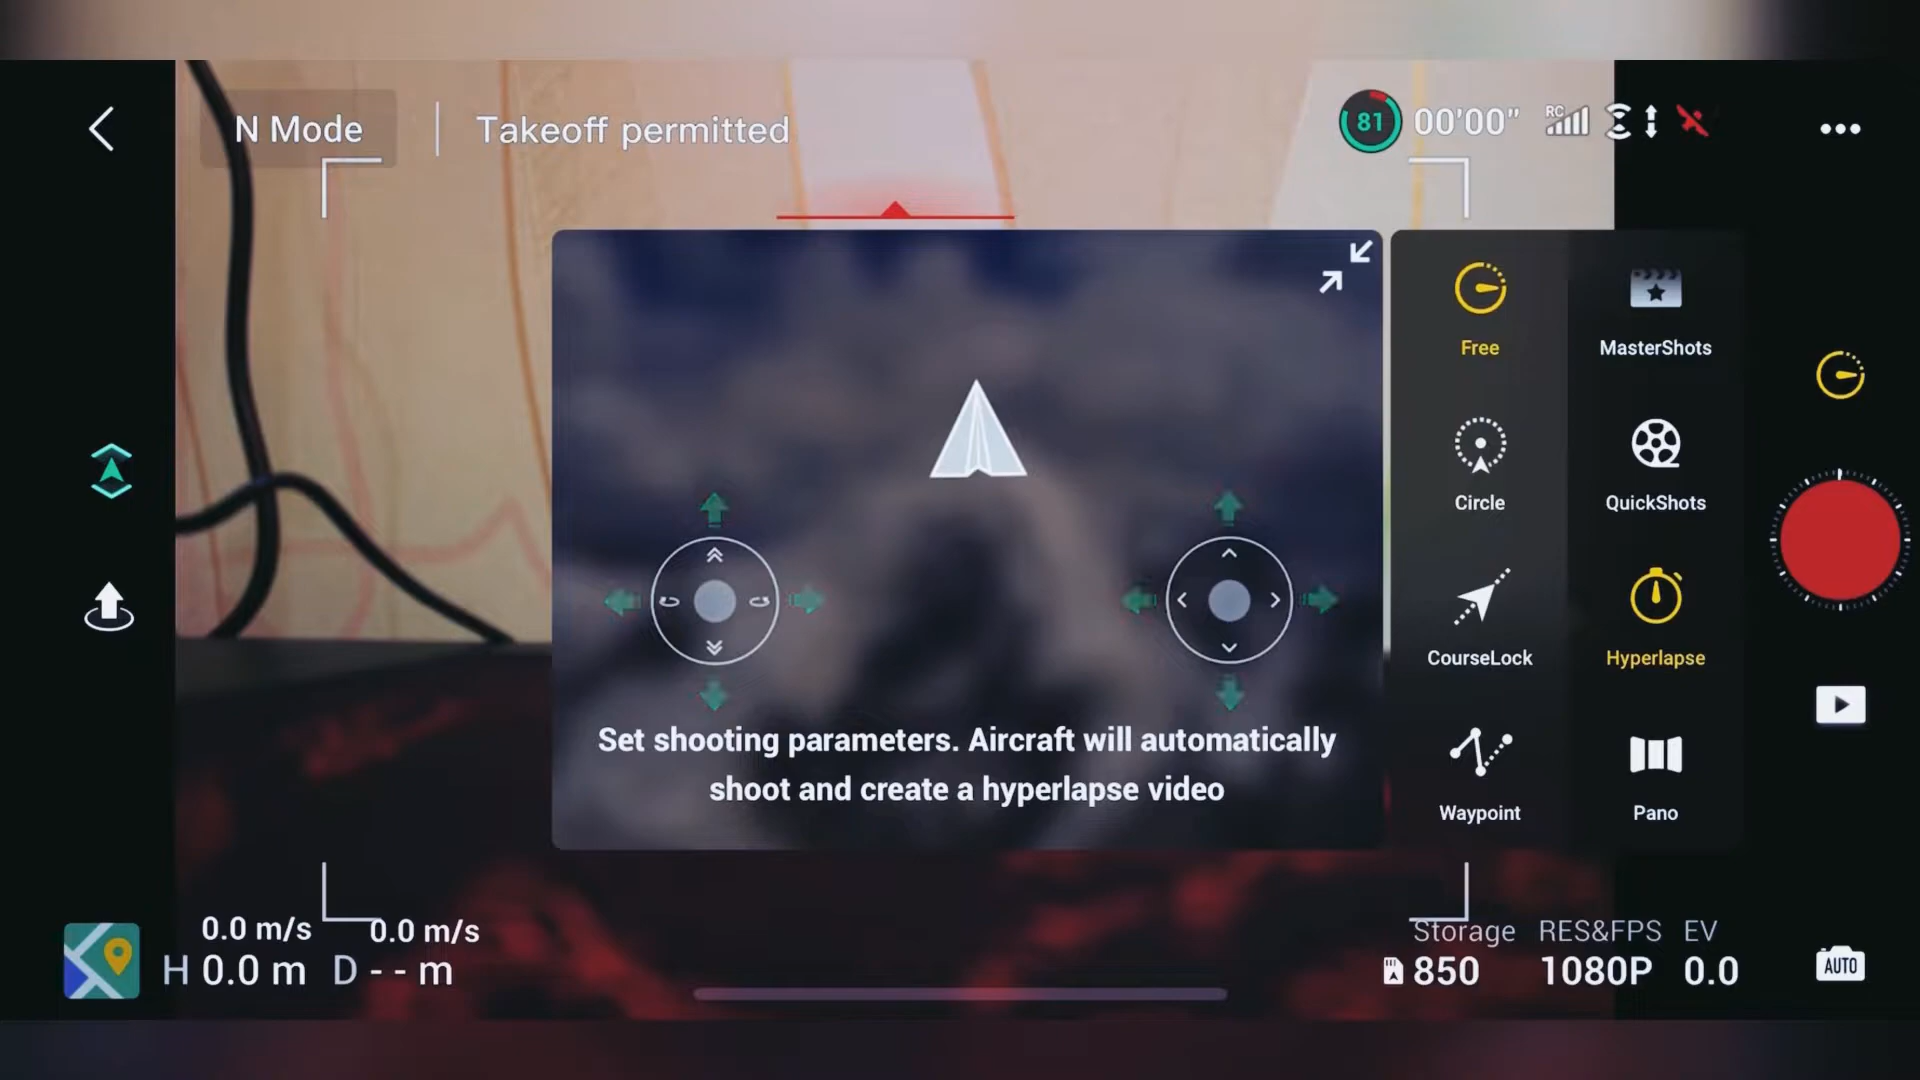 N Mode
Takeoff permitted
81
00'00"
RC
Free
MasterShots
Circle
QuickShots
CourseLock
Hyperlapse
Waypoint
Pano
Set shooting parameters. Aircraft will automatically
shoot and create a hyperlapse video
0.0 m/s
0.0 m/s
H 0.0 m D - - m
Storage RES&FPS EV
850 1080P 0.0
AUTO